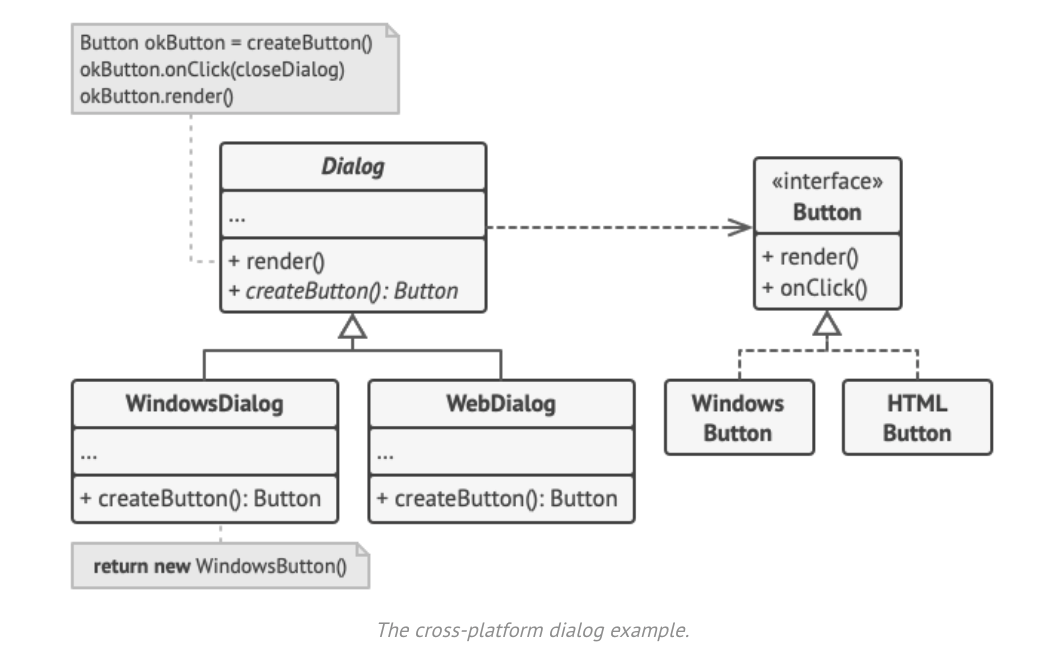 Button okButton = createButton()
okButton.onClick(closeDialog)
okButton.render()
Dialog
...
+ render()
+ createButton(): Button
«interface»
Button
+ render()
+ onClick()
WindowsDialog
...
+ createButton(): Button
WebDialog
...
+ createButton(): Button
Windows
Button
HTML
Button
return new WindowsButton()
The cross-platform dialog example.